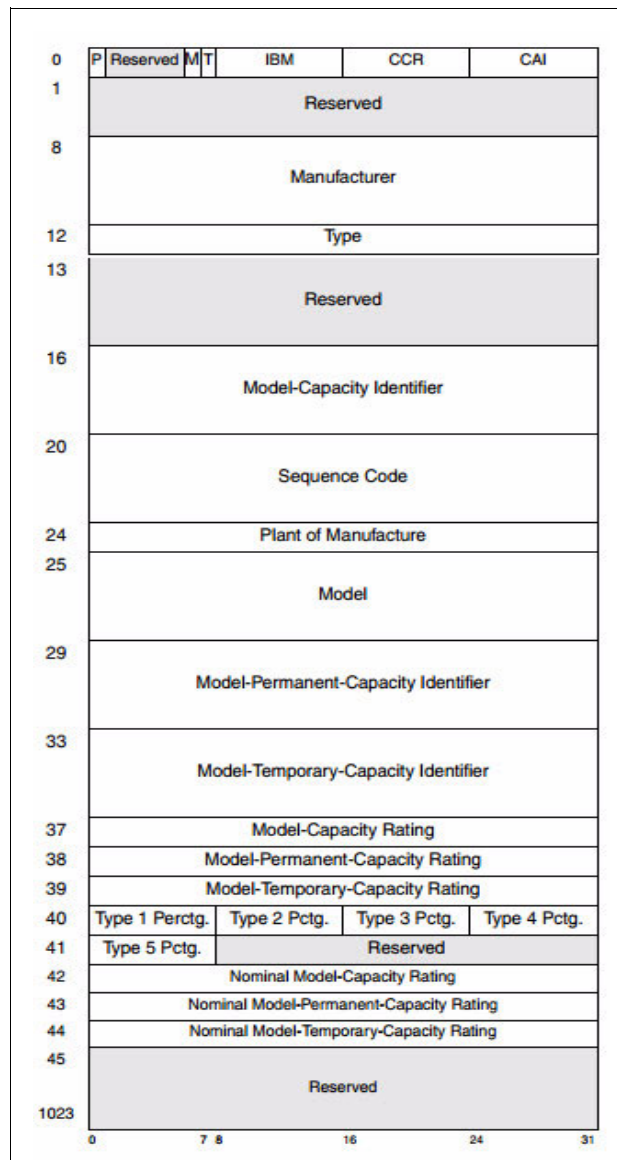 0 P Reserved M T IBM CCR CAI
1 Reserved
8 Manufacturer
12 Type
13 Reserved
16 Model-Capacity Identifier
20 Sequence Code
24 Plant of Manufacture
25 Model
29 Model-Permanent-Capacity Identifier
33 Model-Temporary-Capacity Identifier
37 Model-Capacity Rating
38 Model-Permanent-Capacity Rating
39 Model-Temporary-Capacity Rating
40 Type 1 Perctg. Type 2 Pctg. Type 3 Pctg. Type 4 Pctg.
41 Type 5 Pctg. Reserved
42 Nominal Model-Capacity Rating
43 Nominal Model-Permanent-Capacity Rating
44 Nominal Model-Temporary-Capacity Rating
45 Reserved
1023
0 7 8 16 24 31